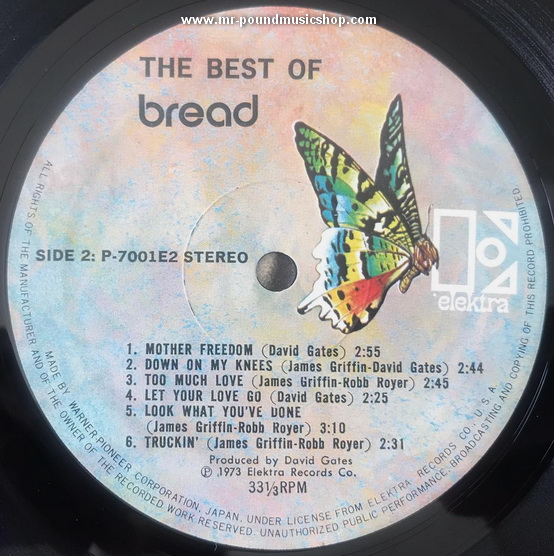 www.mr-poundmusicshop.com
THE BEST OF
bread
SIDE 2: P-7001E2 STEREO
elektra
1. MOTHER FREEDOM (David Gates) 2:55
2. DOWN ON MY KNEES (James Griffin-David Gates) 2:44
3. TOO MUCH LOVE (James Griffin-Robb Royer) 2:45
4. LET YOUR LOVE GO (David Gates) 2:25
5. LOOK WHAT YOU'VE DONE
(James Griffin-Robb Royer) 3:10
6. TRUCKIN' (James Griffin-Robb Royer) 2:31
Produced by David Gates
Ⓟ,1973 Elektra Records Co.
33⅓RPM
MADE BY WARNER-PIONEER CORPORATION, JAPAN, UNDER LICENSE FROM ELEKTRA RECORDS CO., U.S.A.
ALL RIGHTS OF THE MANUFACTURER AND OF THE OWNER OF THE RECORDED WORK RESERVED. UNAUTHORIZED PUBLIC PERFORMANCE, BROADCASTING AND COPYING OF THIS RECORD PROHIBITED